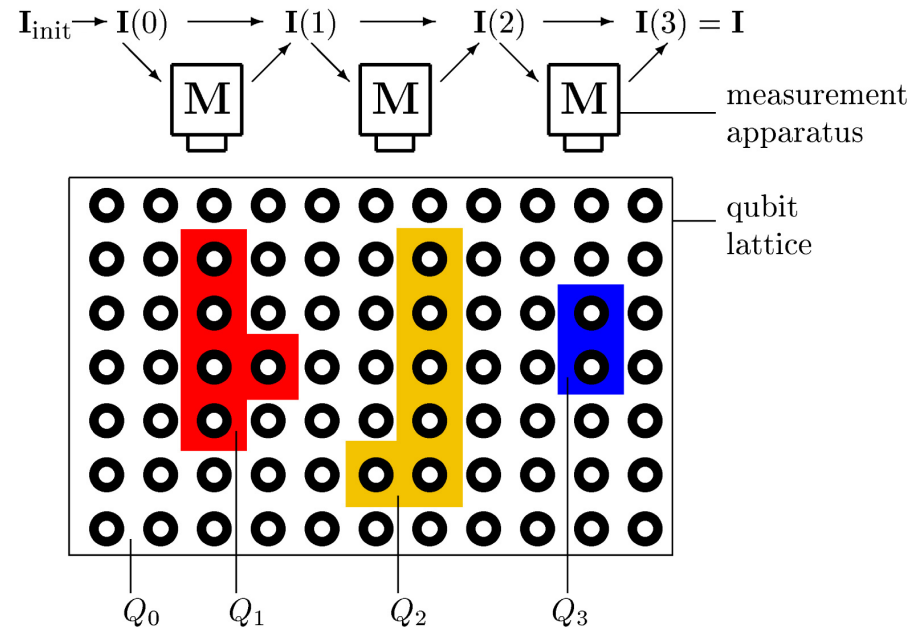 I_init → I(0) → I(1) → I(2) → I(3) = I
M M M
measurement
apparatus
qubit
lattice
Q_0 Q_1 Q_2 Q_3